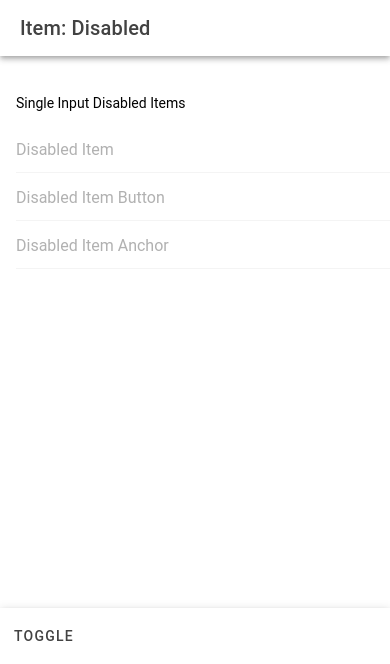 Item: Disabled
Single Input Disabled Items
Disabled Item
Disabled Item Button
Disabled Item Anchor
TOGGLE